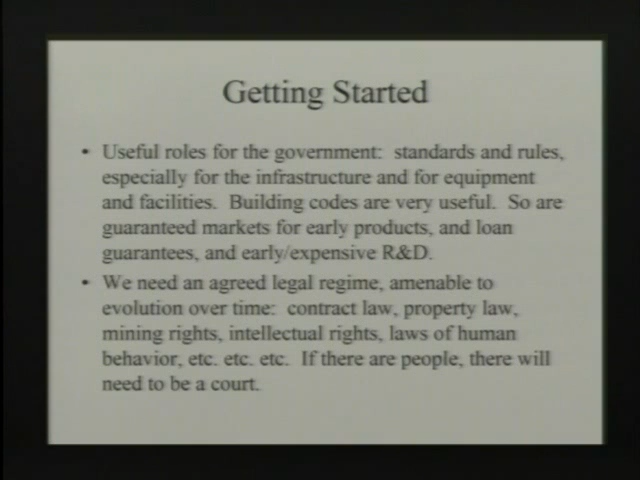 Getting Started
• Useful roles for the government: standards and rules,
especially for the infrastructure and for equipment
and facilities. Building codes are very useful. So are
guaranteed markets for early products, and loan
guarantees, and early/expensive R&D.
• We need an agreed legal regime, amenable to
evolution over time: contract law, property law,
mining rights, intellectual rights, laws of human
behavior, etc. etc. etc. If there are people, there will
need to be a court.